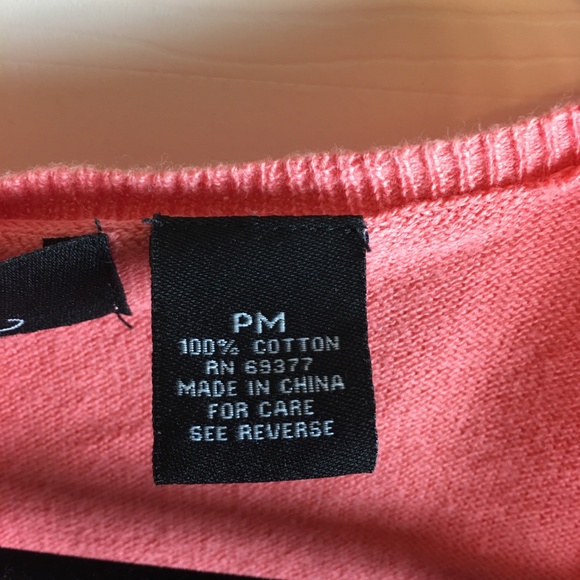 PM
100% COTTON
RN 69377
MADE IN CHINA
FOR CARE
SEE REVERSE